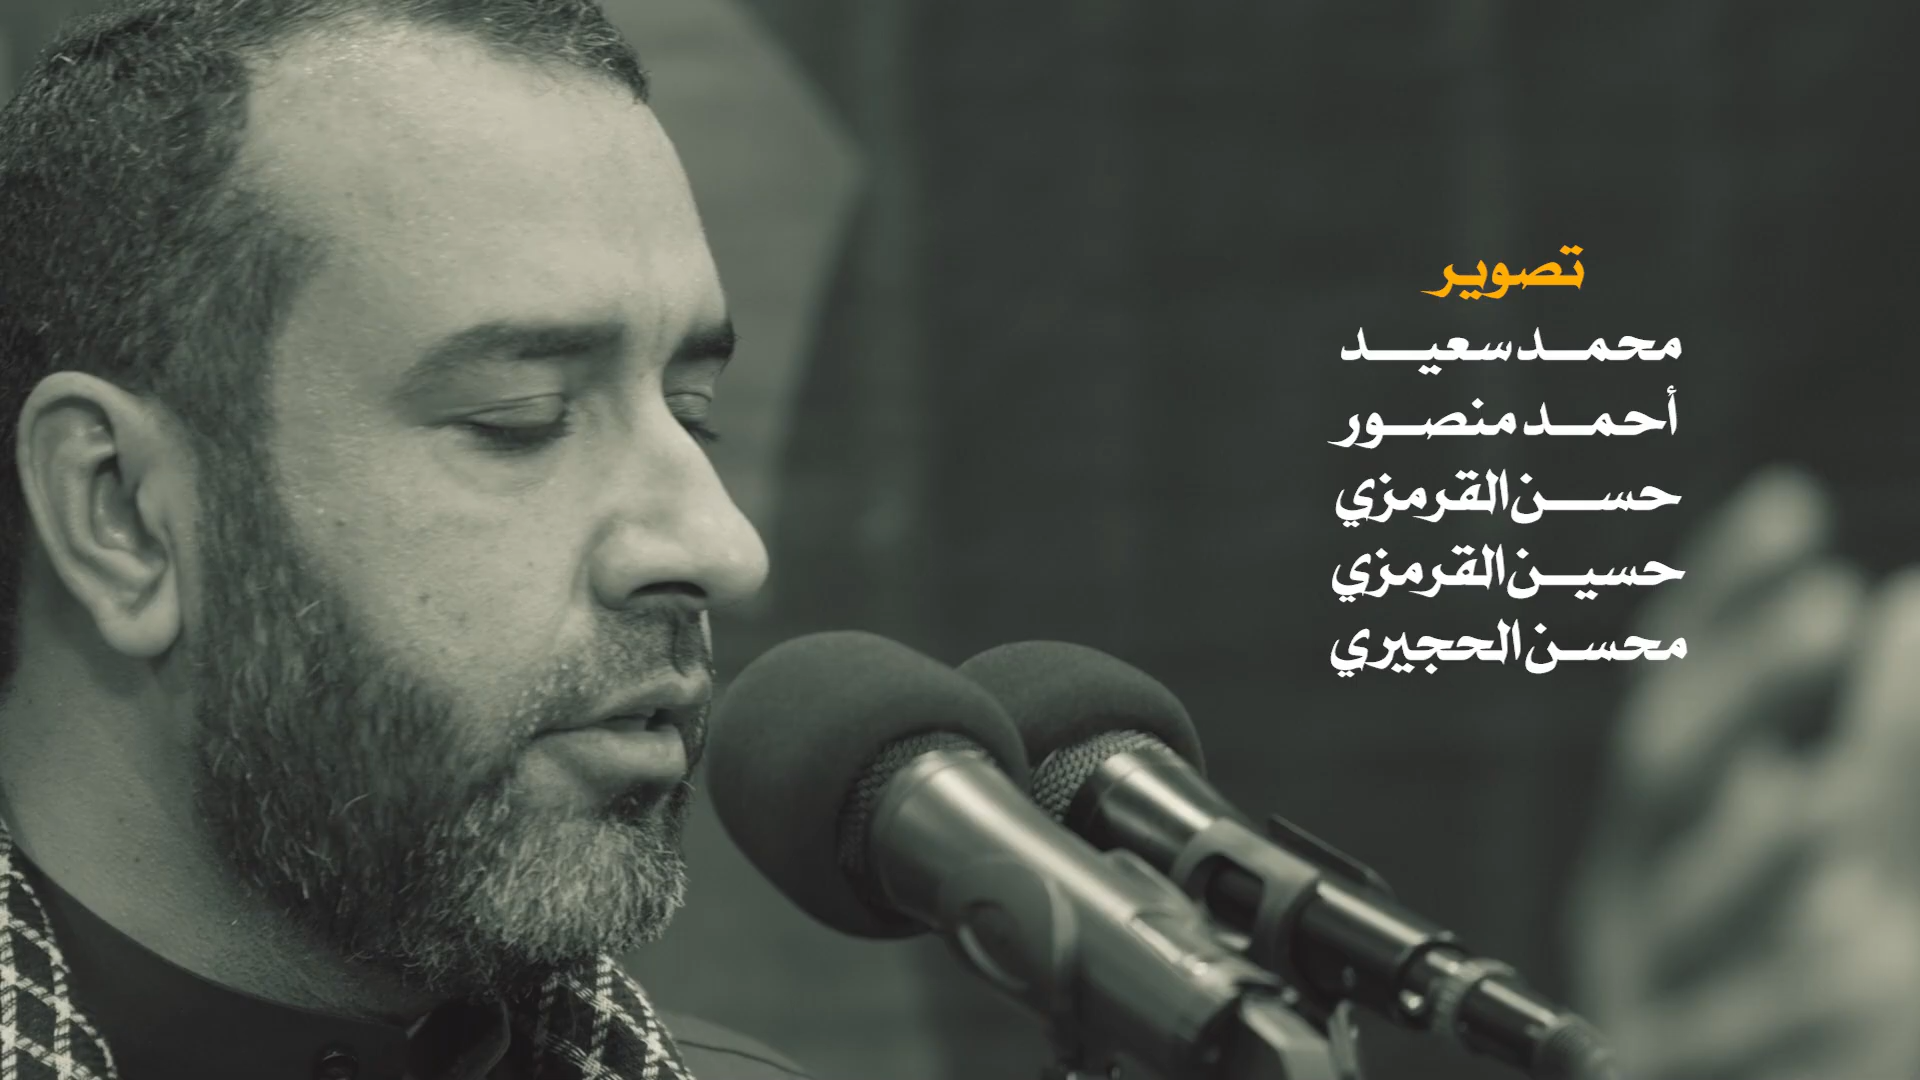 تصوير
محمد سعيد
أحمد منصور
حسن القرمزي
حسين القرمزي
محسن الحجيري